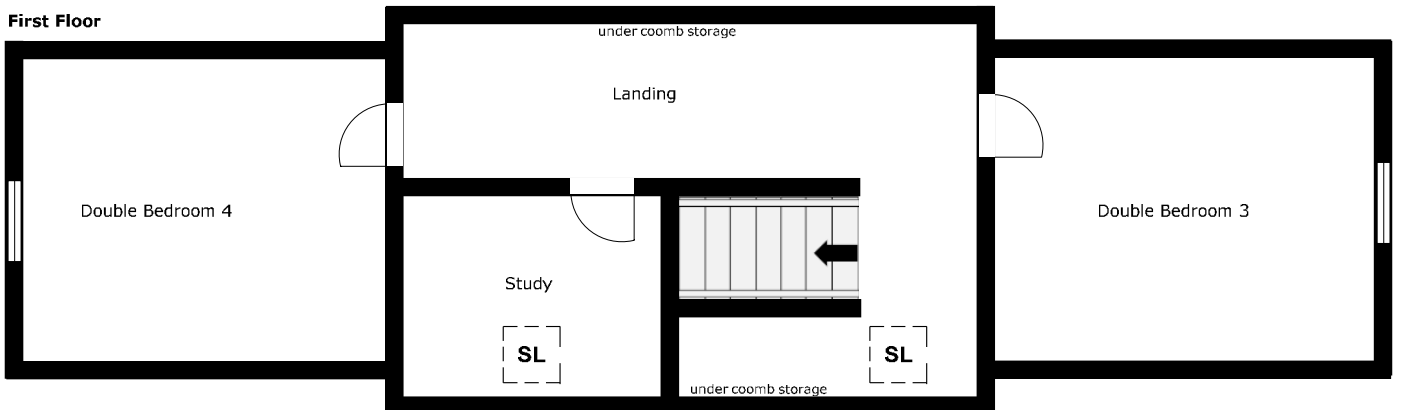 First Floor
under coomb storage
Landing
Double Bedroom 4
Double Bedroom 3
Study
SL
SL
under coomb storage